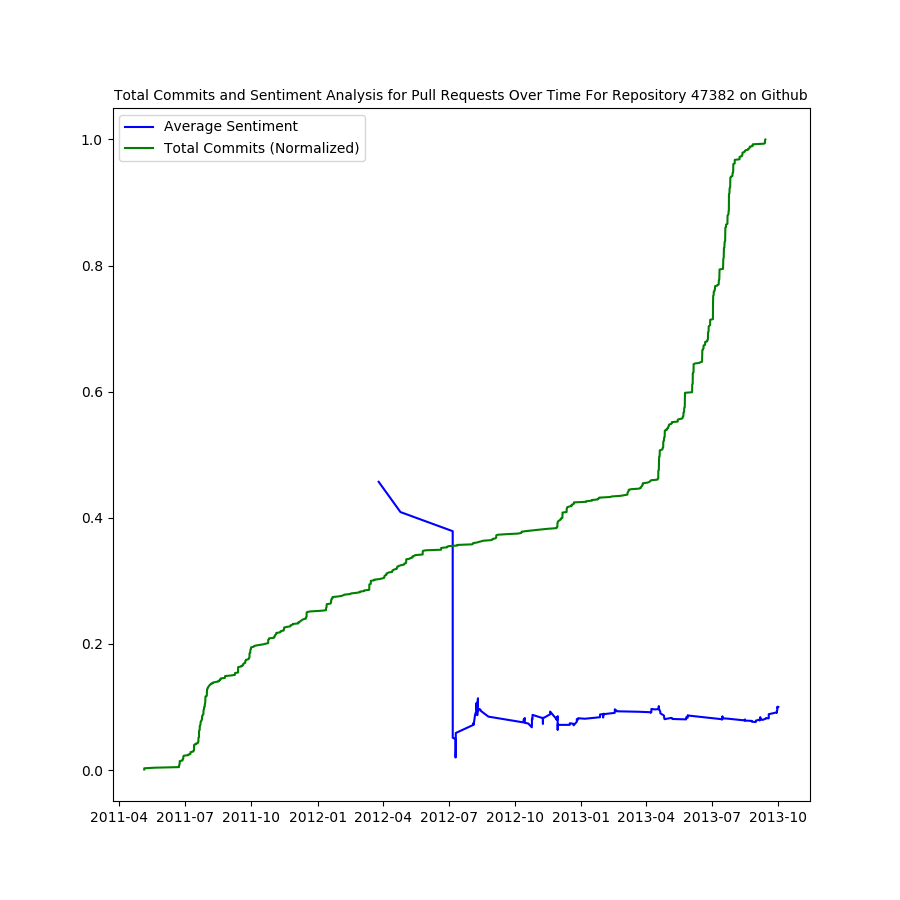 Total Commits and Sentiment Analysis for Pull Requests Over Time For Repository 47382 on Github
Average Sentiment
Total Commits (Normalized)
1.0
0.8
0.6
0.4
0.2
0.0
2011-04 2011-07 2011-10 2012-01 2012-04 2012-07 2012-10 2013-01 2013-04 2013-07 2013-10